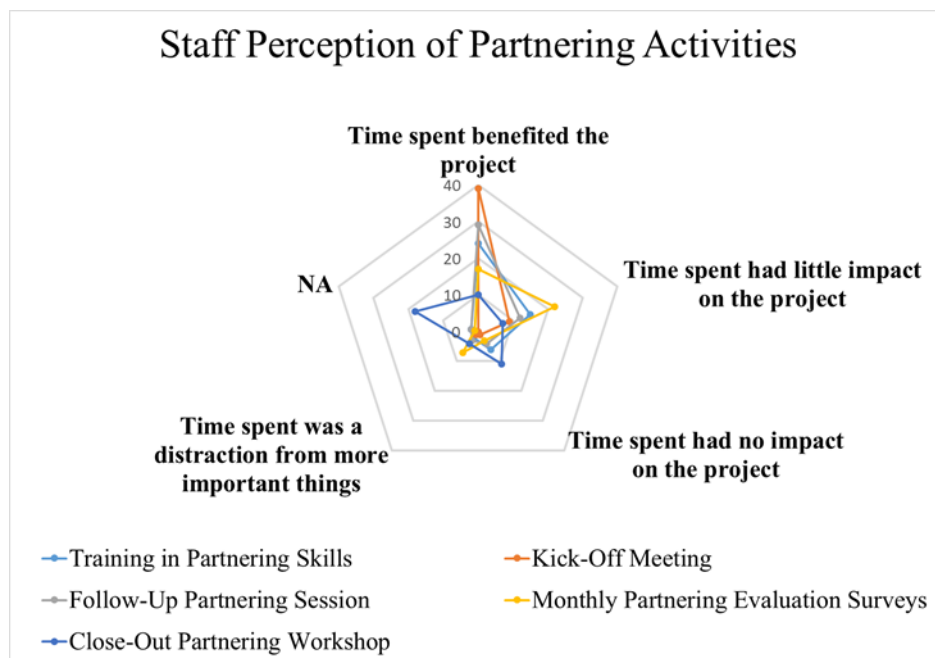 Staff Perception of Partnering Activities
Time spent benefited the
project
40
30
20
10
0
Time spent had little impact
on the project
Time spent had no impact
on the project
Time spent was a
distraction from more
important things
NA
Training in Partnering Skills
Kick-Off Meeting
Follow-Up Partnering Session
Monthly Partnering Evaluation Surveys
Close-Out Partnering Workshop